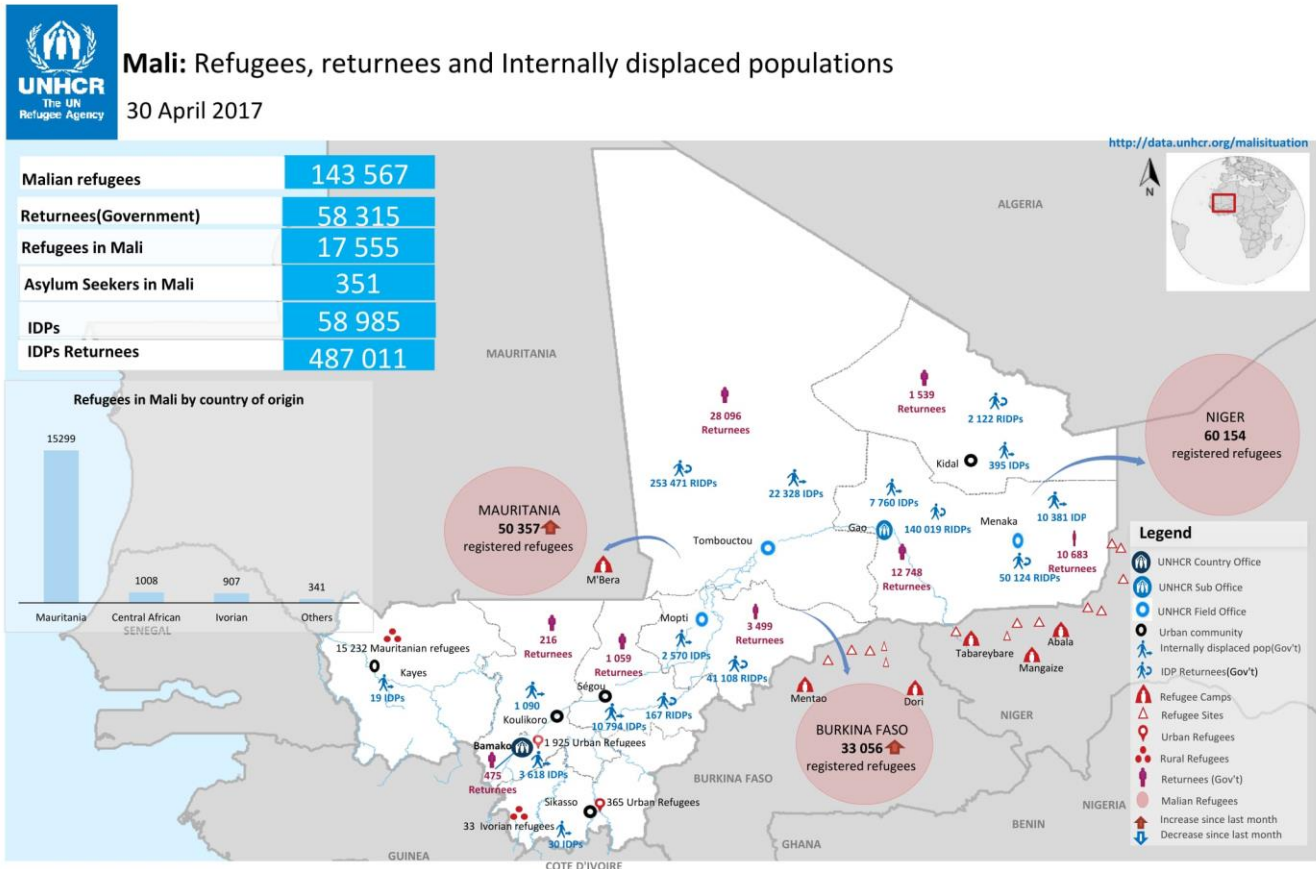 UNHCR
The UN
Refugee Agency
Mali: Refugees, returnees and Internally displaced populations
30 April 2017
http://data.unhcr.org/malisituation
N
Malian refugees 143 567
Returnees(Government) 58 315
Refugees in Mali 17 555
Asylum Seekers in Mali 351
IDPs 58 985
IDPs Returnees 487 011
Refugees in Mali by country of origin
15299
1008
907
341
Mauritania
Central African
Ivorian
Others
ALGERIA
MAURITANIA
SENEGAL
GUINEA
COTE D'IVOIRE
GHANA
BENIN
NIGERIA
NIGER
BURKINA FASO
28 096
Returnees
1 539
Returnees
2 122 RIDPs
Kidal
395 IDPs
253 471 RIDPs
22 328 IDPs
7 760 IDPs
140 019 RIDPs
Gao
Menaka
10 381 IDP
10 683
Returnees
50 124 RIDPs
12 748
Returnees
Tombouctou
NIGER
60 154
registered refugees
MAURITANIA
50 357
registered refugees
M'Bera
Mopti
2 570 IDPs
3 499
Returnees
41 108 RIDPs
216
Returnees
1 059
Returnees
15 232 Mauritanian refugees
Kayes
19 IDPs
1 090
Koulikoro
Ségou
10 794 IDPs
167 RIDPs
Bamako
1 925 Urban Refugees
475
Returnees
3 618 IDPs
Sikasso
365 Urban Refugees
33 Ivorian refugees
30 IDPs
Mentao
Dori
BURKINA FASO
33 056
registered refugees
Tabareybare
Mangaize
Abala
Legend
UNHCR Country Office
UNHCR Sub Office
UNHCR Field Office
Urban community
Internally displaced pop(Gov't)
IDP Returnees(Gov't)
Refugee Camps
Refugee Sites
Urban Refugees
Rural Refugees
Returnees (Gov't)
Malian Refugees
Increase since last month
Decrease since last month